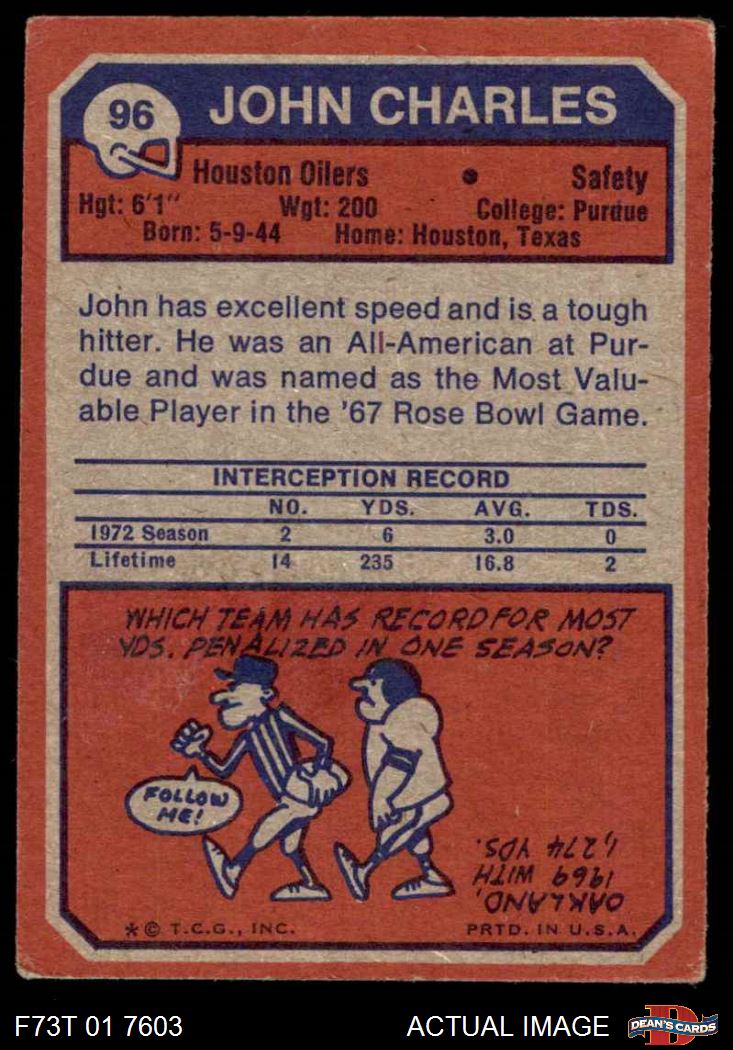 96
JOHN CHARLES
Houston Oilers • Safety
Hgt: 6'1" Wgt: 200 College: Purdue
Born: 5-9-44 Home: Houston, Texas
John has excellent speed and is a tough
hitter. He was an All-American at Pur-
due and was named as the Most Valu-
able Player in the '67 Rose Bowl Game.
INTERCEPTION RECORD
NO. YDS. AVG. TDS.
1972 Season 2 6 3.0 0
Lifetime 14 235 16.8 2
WHICH TEAM HAS RECORD FOR MOST
YDS. PENALIZED IN ONE SEASON?
FOLLOW
ME!
OAKLAND,
1969 WITH
1,274 YDS.
*© T.C.G., INC. PRTD. IN U.S.A.
F73T 01 7603 ACTUAL IMAGE
D
DEAN'S CARDS